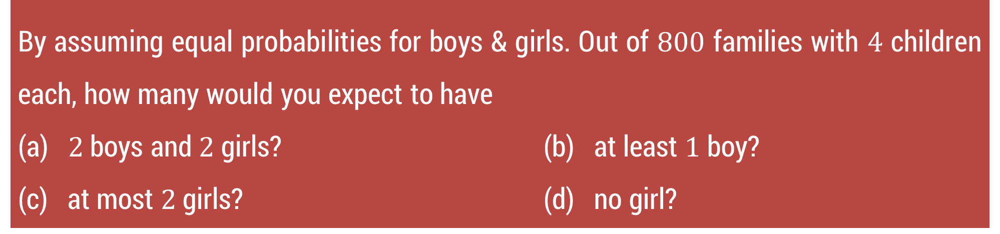 By assuming equal probabilities for boys & girls. Out of 800 families with 4 children
each, how many would you expect to have
(a) 2 boys and 2 girls? (b) at least 1 boy?
(c) at most 2 girls? (d) no girl?